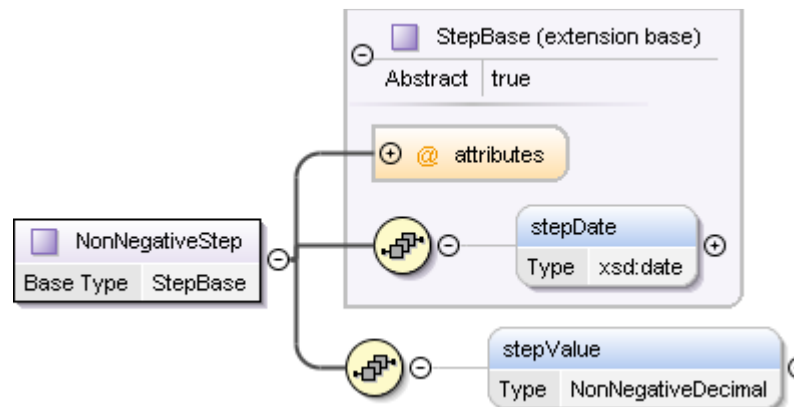 StepBase (extension base)
Abstract true
@ attributes
NonNegativeStep
Base Type StepBase
stepDate
Type xsd:date
stepValue
Type NonNegativeDecimal